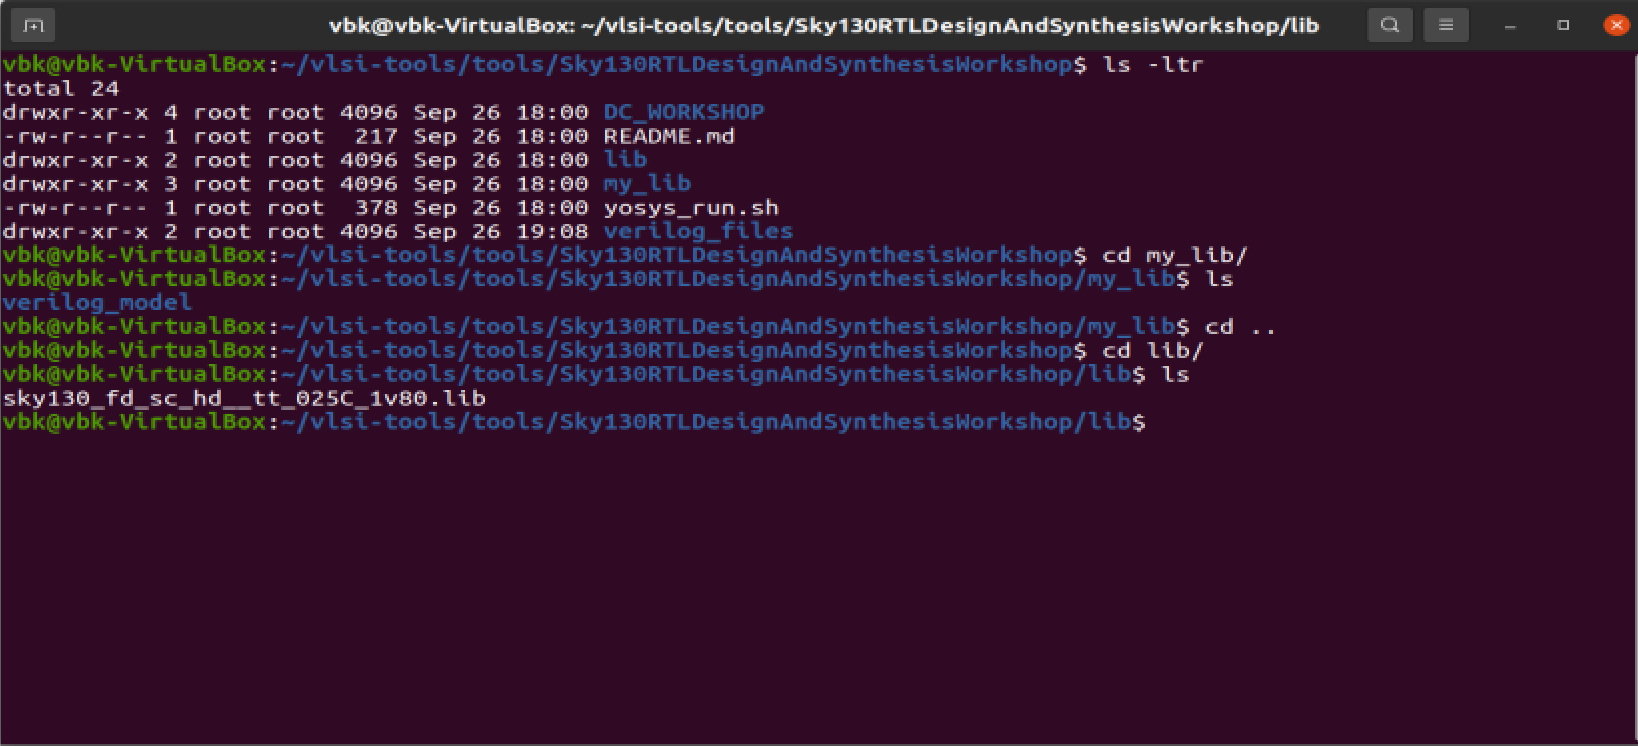 vbk@vbk-VirtualBox: ~/vlsi-tools/tools/Sky130RTLDesignAndSynthesisWorkshop/lib
vbk@vbk-VirtualBox:~/vlsi-tools/tools/Sky130RTLDesignAndSynthesisWorkshop$ ls -ltr
total 24
drwxr-xr-x 4 root root 4096 Sep 26 18:00 DC_WORKSHOP
-rw-r--r-- 1 root root  217 Sep 26 18:00 README.md
drwxr-xr-x 2 root root 4096 Sep 26 18:00 lib
drwxr-xr-x 3 root root 4096 Sep 26 18:00 my_lib
-rw-r--r-- 1 root root  378 Sep 26 18:00 yosys_run.sh
drwxr-xr-x 2 root root 4096 Sep 26 19:08 verilog_files
vbk@vbk-VirtualBox:~/vlsi-tools/tools/Sky130RTLDesignAndSynthesisWorkshop$ cd my_lib/
vbk@vbk-VirtualBox:~/vlsi-tools/tools/Sky130RTLDesignAndSynthesisWorkshop/my_lib$ ls
verilog_model
vbk@vbk-VirtualBox:~/vlsi-tools/tools/Sky130RTLDesignAndSynthesisWorkshop/my_lib$ cd ..
vbk@vbk-VirtualBox:~/vlsi-tools/tools/Sky130RTLDesignAndSynthesisWorkshop$ cd lib/
vbk@vbk-VirtualBox:~/vlsi-tools/tools/Sky130RTLDesignAndSynthesisWorkshop/lib$ ls
sky130_fd_sc_hd__tt_025C_1v80.lib
vbk@vbk-VirtualBox:~/vlsi-tools/tools/Sky130RTLDesignAndSynthesisWorkshop/lib$